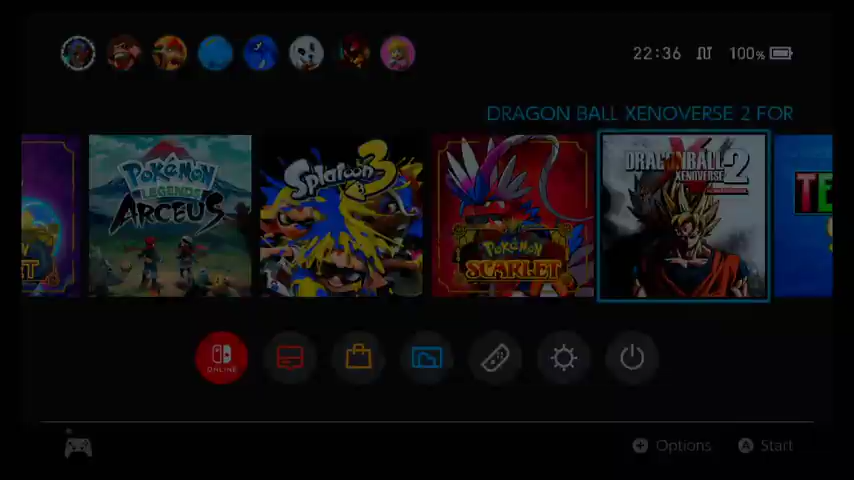 22:36 100%
DRAGON BALL XENOVERSE 2 FOR
POKéMON
LEGENDS
ARCEUS
Splatoon 3
POKéMON
SCARLET
DRAGONBALL
XENOVERSE 2
TE
ONLINE
Options
A Start